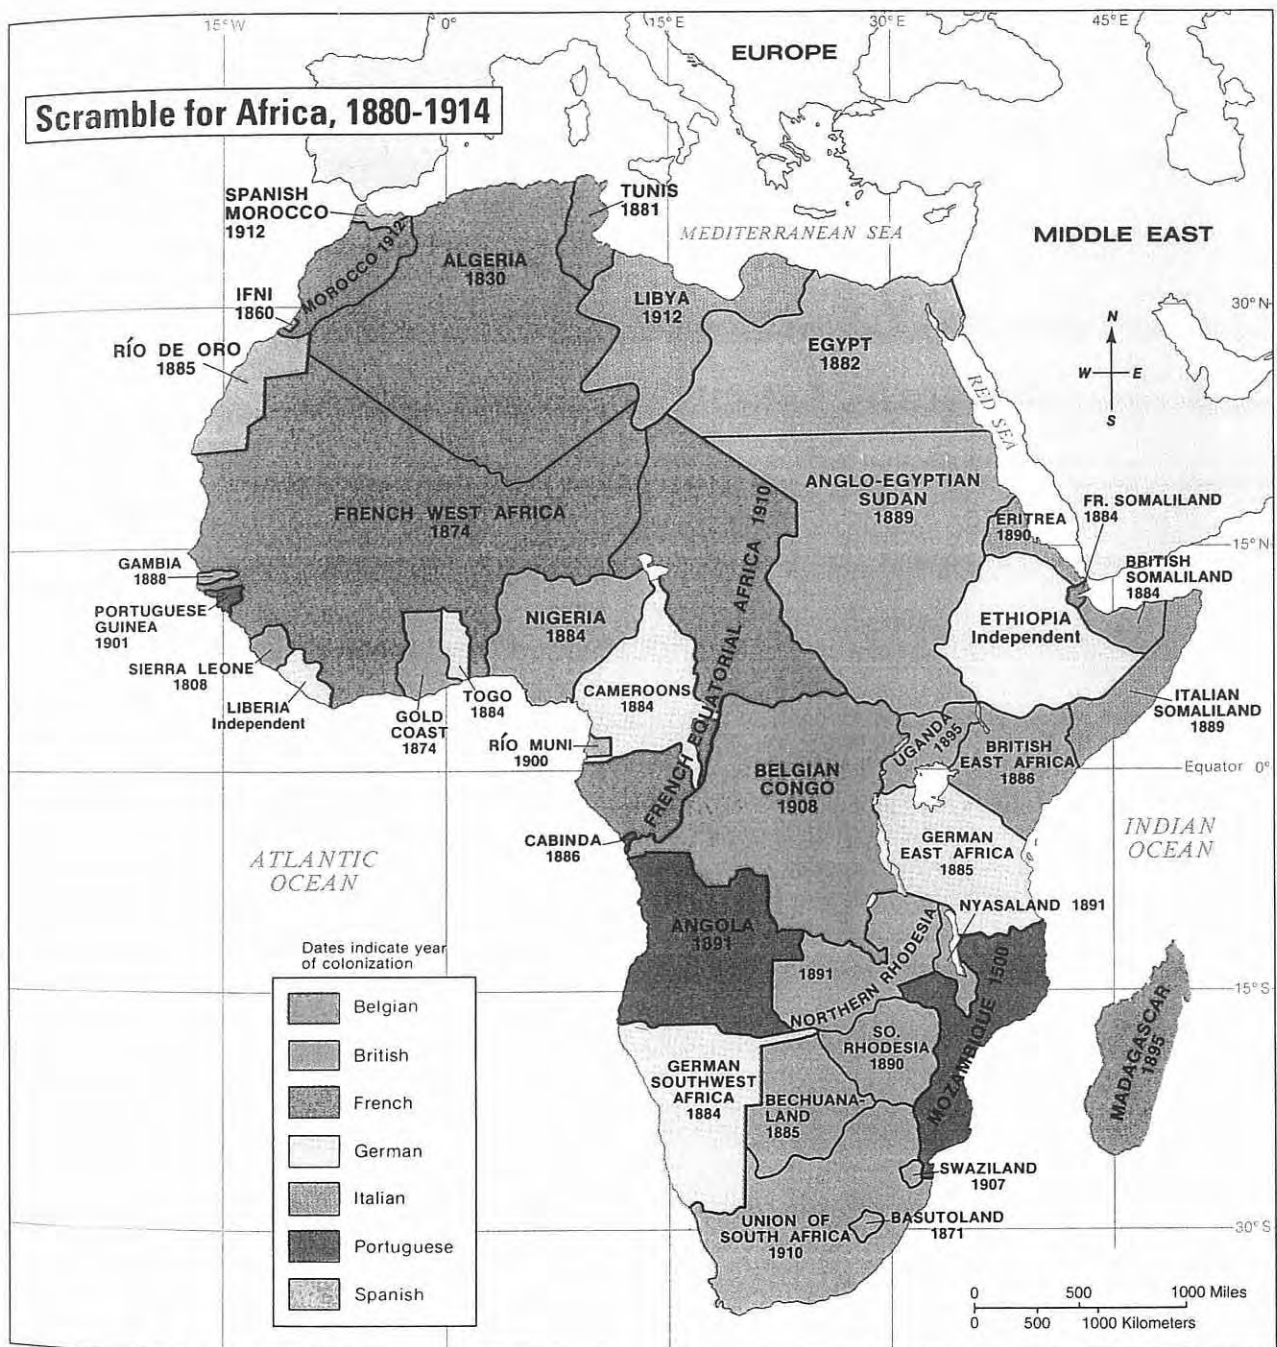 15°W
0°
15°E
30°E
45°E
EUROPE
Scramble for Africa, 1880-1914
SPANISH
MOROCCO
1912
TUNIS
1881
MEDITERRANEAN SEA
MIDDLE EAST
MOROCCO 1912
ALGERIA
1830
IFNI
1860
LIBYA
1912
30°N
RÍO DE ORO
1885
EGYPT
1882
N
W
E
S
RED SEA
ANGLO-EGYPTIAN
SUDAN
1889
FR. SOMALILAND
1884
FRENCH WEST AFRICA
1874
ERITREA
1890
15°N
GAMBIA
1888
BRITISH
SOMALILAND
1884
PORTUGUESE
GUINEA
1901
NIGERIA
1884
FRENCH EQUATORIAL AFRICA 1910
ETHIOPIA
Independent
SIERRA LEONE
1808
LIBERIA
Independent
GOLD
COAST
1874
TOGO
1884
CAMEROONS
1884
ITALIAN
SOMALILAND
1889
RÍO MUNI
1900
UGANDA
1895
BRITISH
EAST AFRICA
1886
Equator 0°
BELGIAN
CONGO
1908
CABINDA
1886
GERMAN
EAST AFRICA
1885
INDIAN
OCEAN
ATLANTIC
OCEAN
NYASALAND 1891
ANGOLA
1891
1891
NORTHERN RHODESIA
MOZAMBIQUE 1500
15°S
MADAGASCAR
1895
SO.
RHODESIA
1890
GERMAN
SOUTHWEST
AFRICA
1884
BECHUANA-
LAND
1885
SWAZILAND
1907
UNION OF
SOUTH AFRICA
1910
BASUTOLAND
1871
30°S
Dates indicate year
of colonization
Belgian
British
French
German
Italian
Portuguese
Spanish
0 500 1000 Miles
0 500 1000 Kilometers